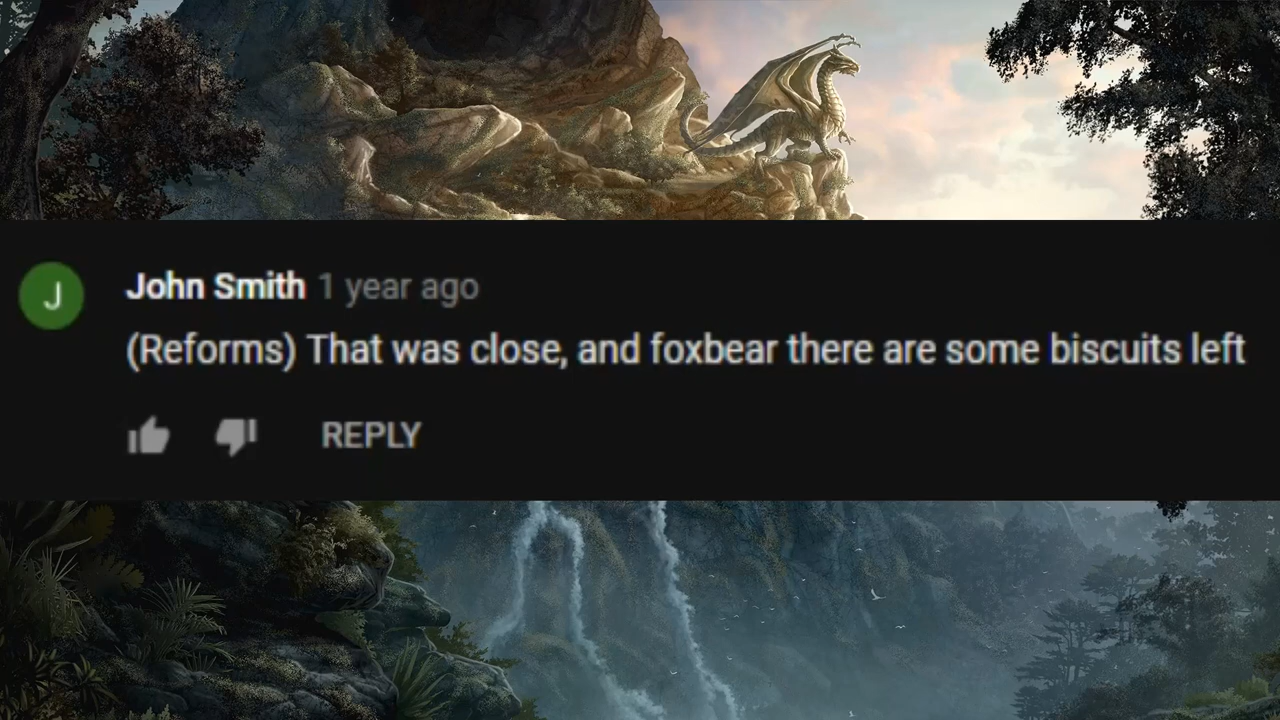 J
John Smith 1 year ago
(Reforms) That was close, and foxbear there are some biscuits left
REPLY